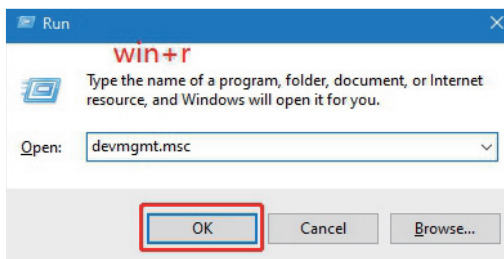 Run
win+r
Type the name of a program, folder, document, or Internet
resource, and Windows will open it for you.
Open: devmgmt.msc
OK Cancel Browse...